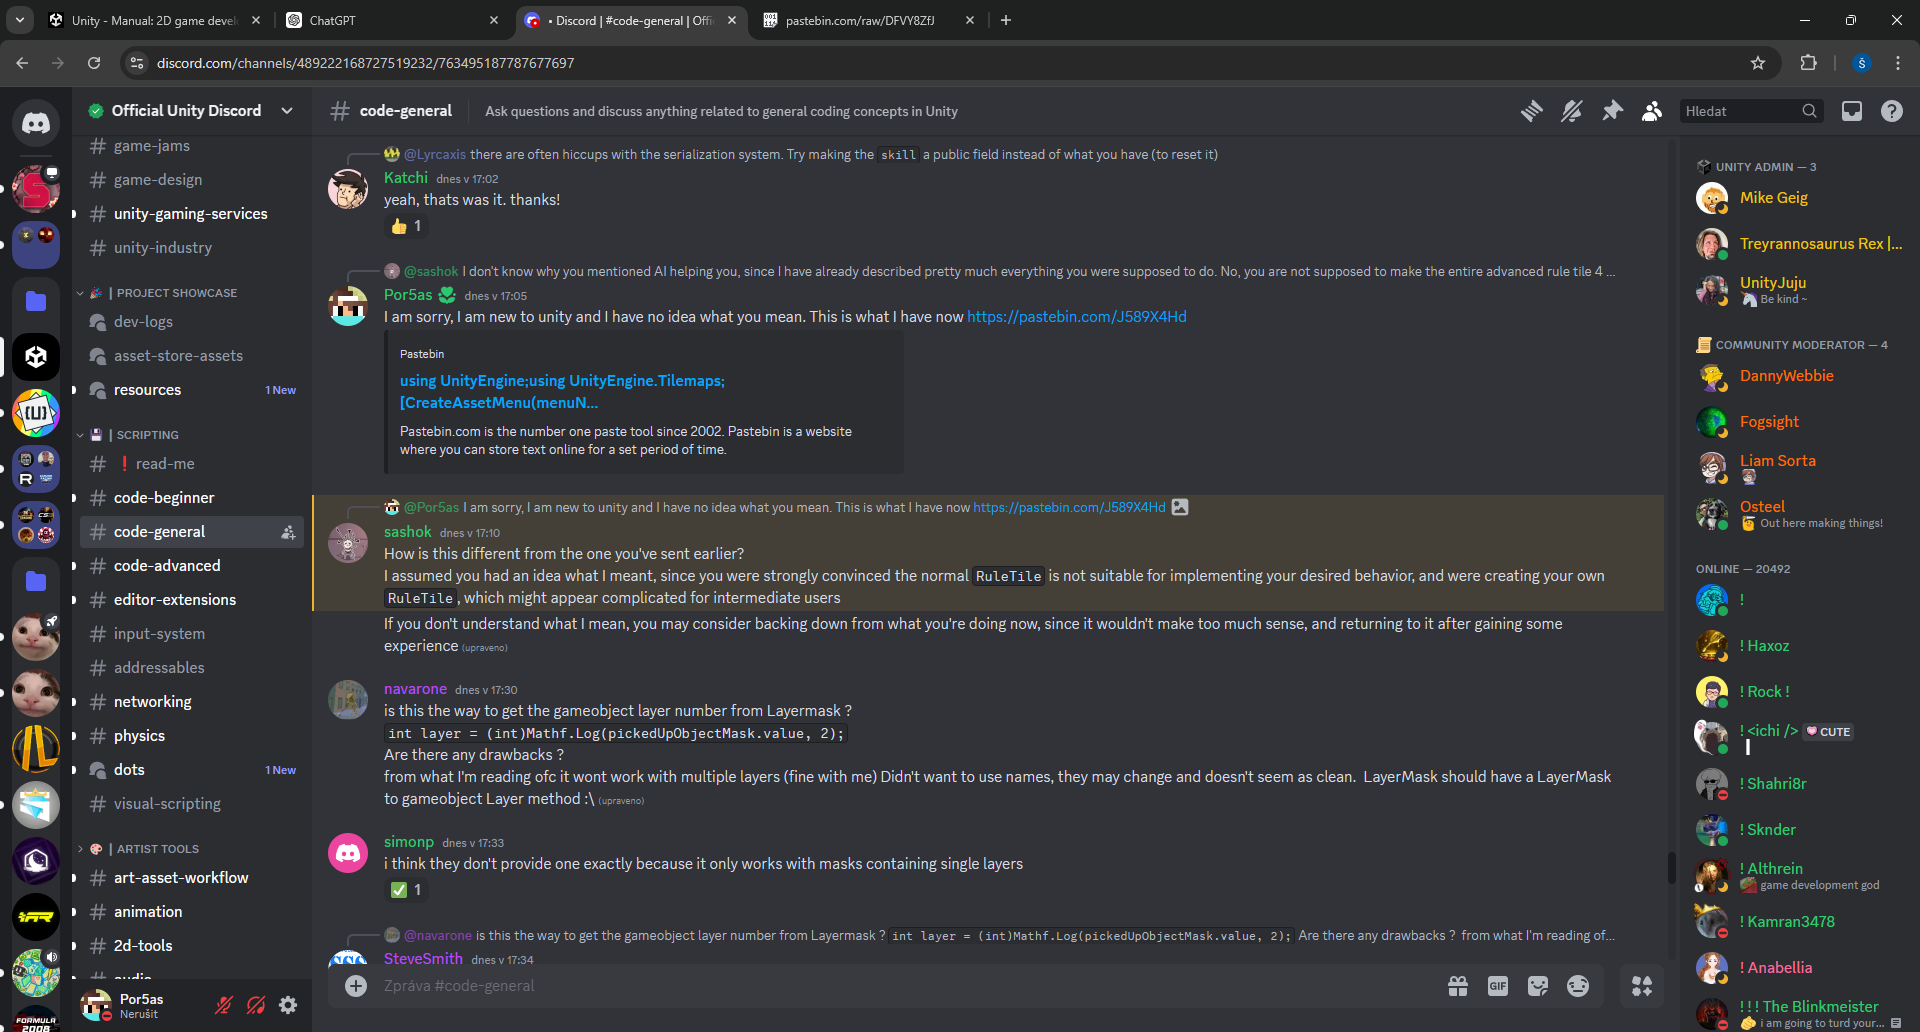 Unity - Manual: 2D game devel
ChatGPT
• Discord | #code-general | Offi
pastebin.com/raw/DFVY8ZfJ
discord.com/channels/489222168727519232/763495187787677697
Š
Official Unity Discord
code-general
Ask questions and discuss anything related to general coding concepts in Unity
Hledat
game-jams
game-design
unity-gaming-services
unity-industry
| PROJECT SHOWCASE
dev-logs
asset-store-assets
resources
1 New
| SCRIPTING
read-me
code-beginner
code-general
code-advanced
editor-extensions
input-system
addressables
networking
physics
dots
1 New
visual-scripting
| ARTIST TOOLS
art-asset-workflow
animation
2d-tools
audio
Por5as
Nerušit
FORMULA
2008
@Lyrcaxis there are often hiccups with the serialization system. Try making the skill a public field instead of what you have (to reset it)
Katchi dnes v 17:02
yeah, thats was it. thanks!
1
@sashok I don't know why you mentioned AI helping you, since I have already described pretty much everything you were supposed to do. No, you are not supposed to make the entire advanced rule tile 4 ...
Por5as dnes v 17:05
I am sorry, I am new to unity and I have no idea what you mean. This is what I have now https://pastebin.com/J589X4Hd
Pastebin
using UnityEngine;using UnityEngine.Tilemaps;
[CreateAssetMenu(menuN...
Pastebin.com is the number one paste tool since 2002. Pastebin is a website
where you can store text online for a set period of time.
@Por5as I am sorry, I am new to unity and I have no idea what you mean. This is what I have now https://pastebin.com/J589X4Hd
sashok dnes v 17:10
How is this different from the one you've sent earlier?
I assumed you had an idea what I meant, since you were strongly convinced the normal RuleTile is not suitable for implementing your desired behavior, and were creating your own
RuleTile, which might appear complicated for intermediate users
If you don't understand what I mean, you may consider backing down from what you're doing now, since it wouldn't make too much sense, and returning to it after gaining some
experience (upraveno)
navarone dnes v 17:30
is this the way to get the gameobject layer number from Layermask ?
int layer = (int)Mathf.Log(pickedUpObjectMask.value, 2);
Are there any drawbacks ?
from what I'm reading ofc it wont work with multiple layers (fine with me) Didn't want to use names, they may change and doesn't seem as clean. LayerMask should have a LayerMask
to gameobject Layer method :\ (upraveno)
simonp dnes v 17:33
i think they don't provide one exactly because it only works with masks containing single layers
1
@navarone is this the way to get the gameobject layer number from Layermask ? int layer = (int)Mathf.Log(pickedUpObjectMask.value, 2); Are there any drawbacks ? from what I'm reading of...
SteveSmith dnes v 17:34
Zpráva #code-general
GIF
UNITY ADMIN — 3
Mike Geig
Treyrannosaurus Rex |...
UnityJuju
Be kind ~
COMMUNITY MODERATOR — 4
DannyWebbie
Fogsight
Liam Sorta
Osteel
Out here making things!
ONLINE — 20492
!
! Haxoz
! Rock !
! <ichi />
CUTE
! Shahri8r
! Sknder
! Althrein
game development god
! Kamran3478
! Anabellia
! ! ! The Blinkmeister
i am going to turd your...